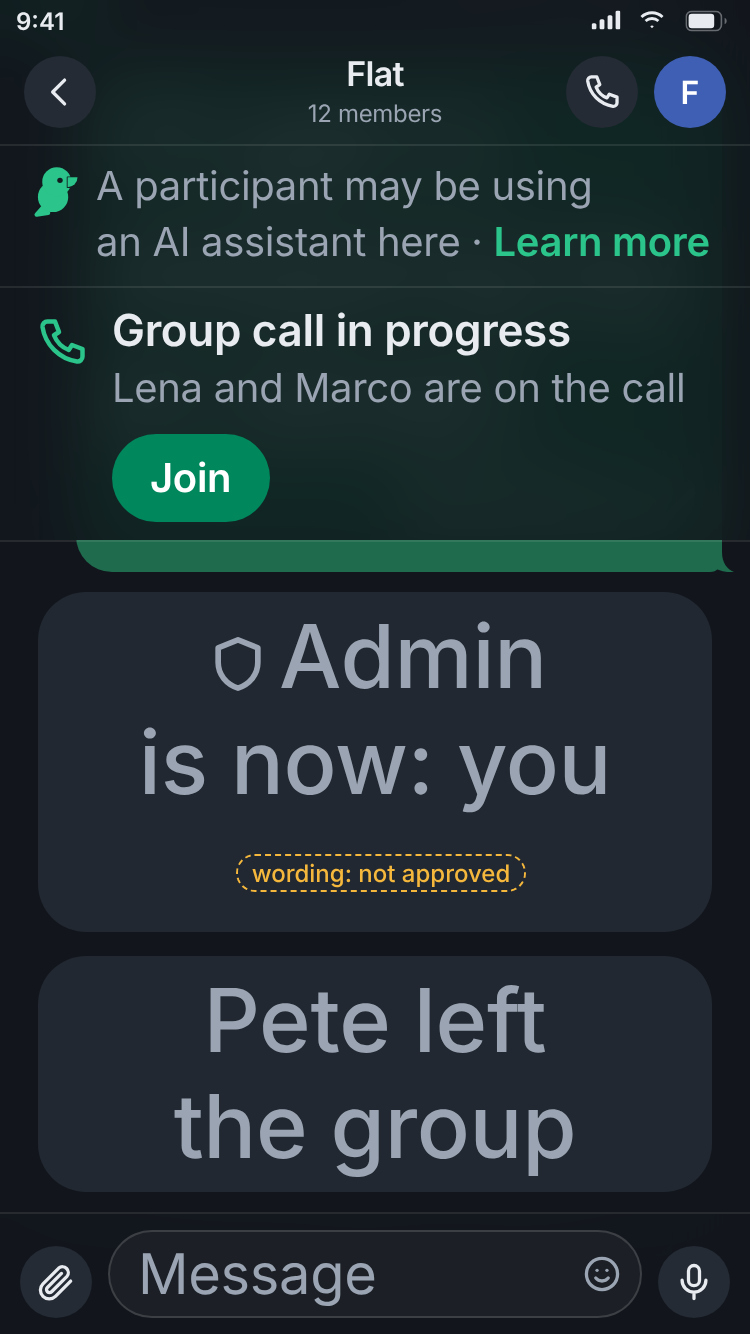 9:41
Flat
12 members
F
A participant may be using
an AI assistant here · Learn more
Group call in progress
Lena and Marco are on the call
Join
Admin
is now: you
wording: not approved
Pete left
the group
Message